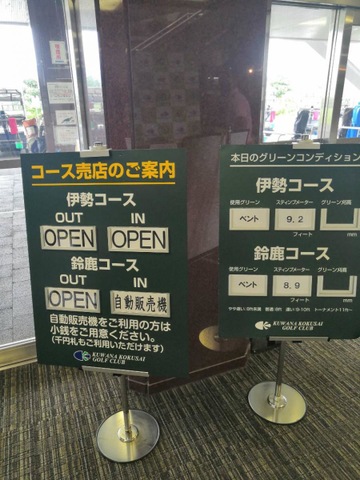 コース売店のご案内
伊勢コース
OUT IN
OPEN OPEN
鈴鹿コース
OUT IN
OPEN 自動販売機
自動販売機をご利用の方は
小銭をご用意ください。
(千円札もご利用いただけます)
KUWANA KOKUSAI
GOLF CLUB
本日のグリーンコンディション
伊勢コース
使用グリーン スティンプメーター グリーン刈高
ベント 9,2
フィート mm
鈴鹿コース
使用グリーン スティンプメーター グリーン刈高
ベント 8.9
フィート mm
KUWANA KOKUSAI
GOLF CLUB